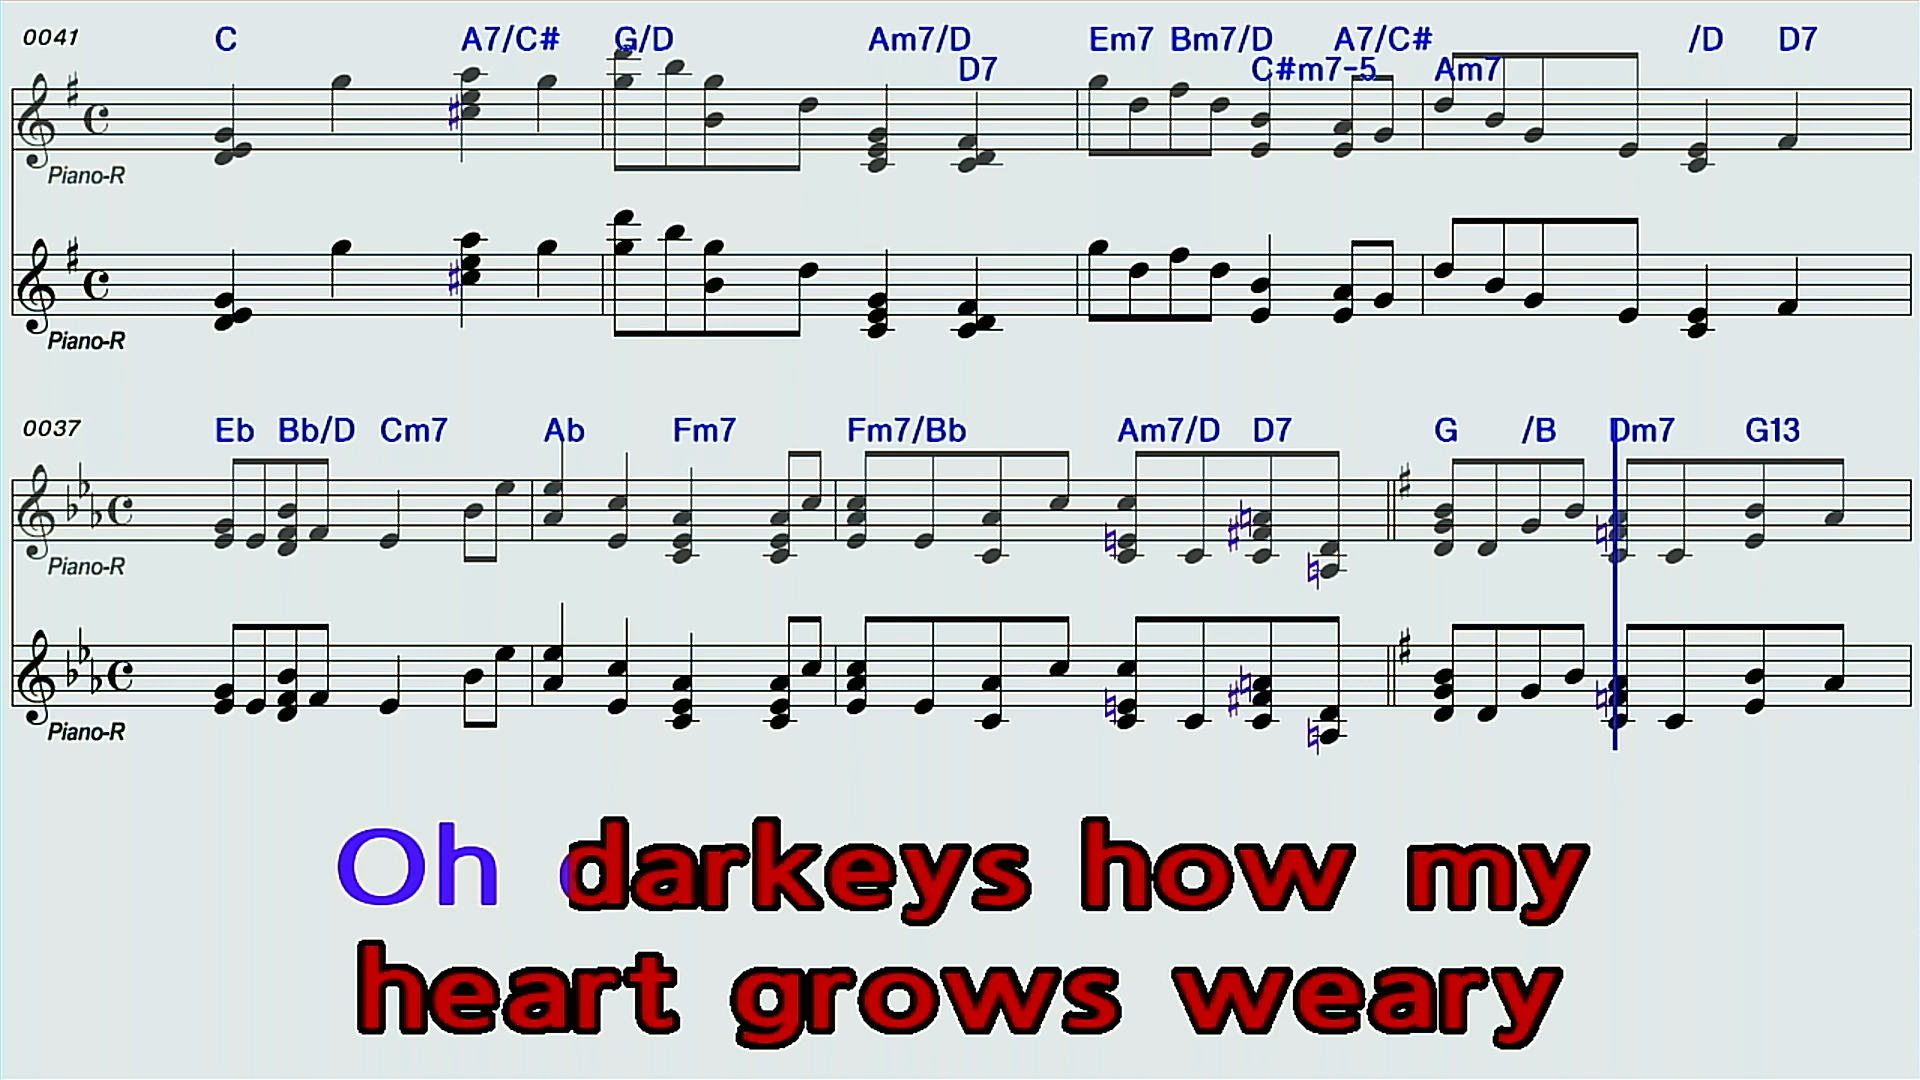 0041 C A7/C# G/D Am7/D Em7 Bm7/D A7/C# /D D7
D7 C#m7-5 Am7
Piano-R
Piano-R
0037 Eb Bb/D Cm7 Ab Fm7 Fm7/Bb Am7/D D7 G /B Dm7 G13
Piano-R
Piano-R
Oh darkeys how my
heart grows weary